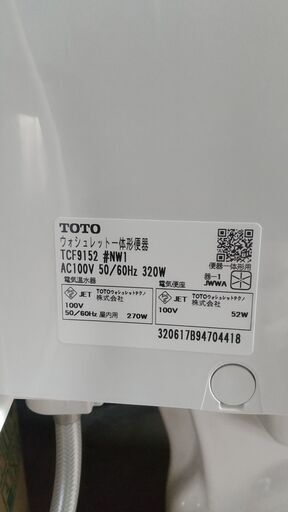 TOTO
ウォシュレット一体形便器
TCF9152 #NW1
AC100V 50/60Hz 320W
便器一体形用
器-1
JWWA
電気温水器
JET TOTOウォシュレットテクノ株式会社
100V
50/60Hz 屋内用 270W
電気便座
JET TOTOウォシュレットテクノ株式会社
100V 52W
320617B94704418